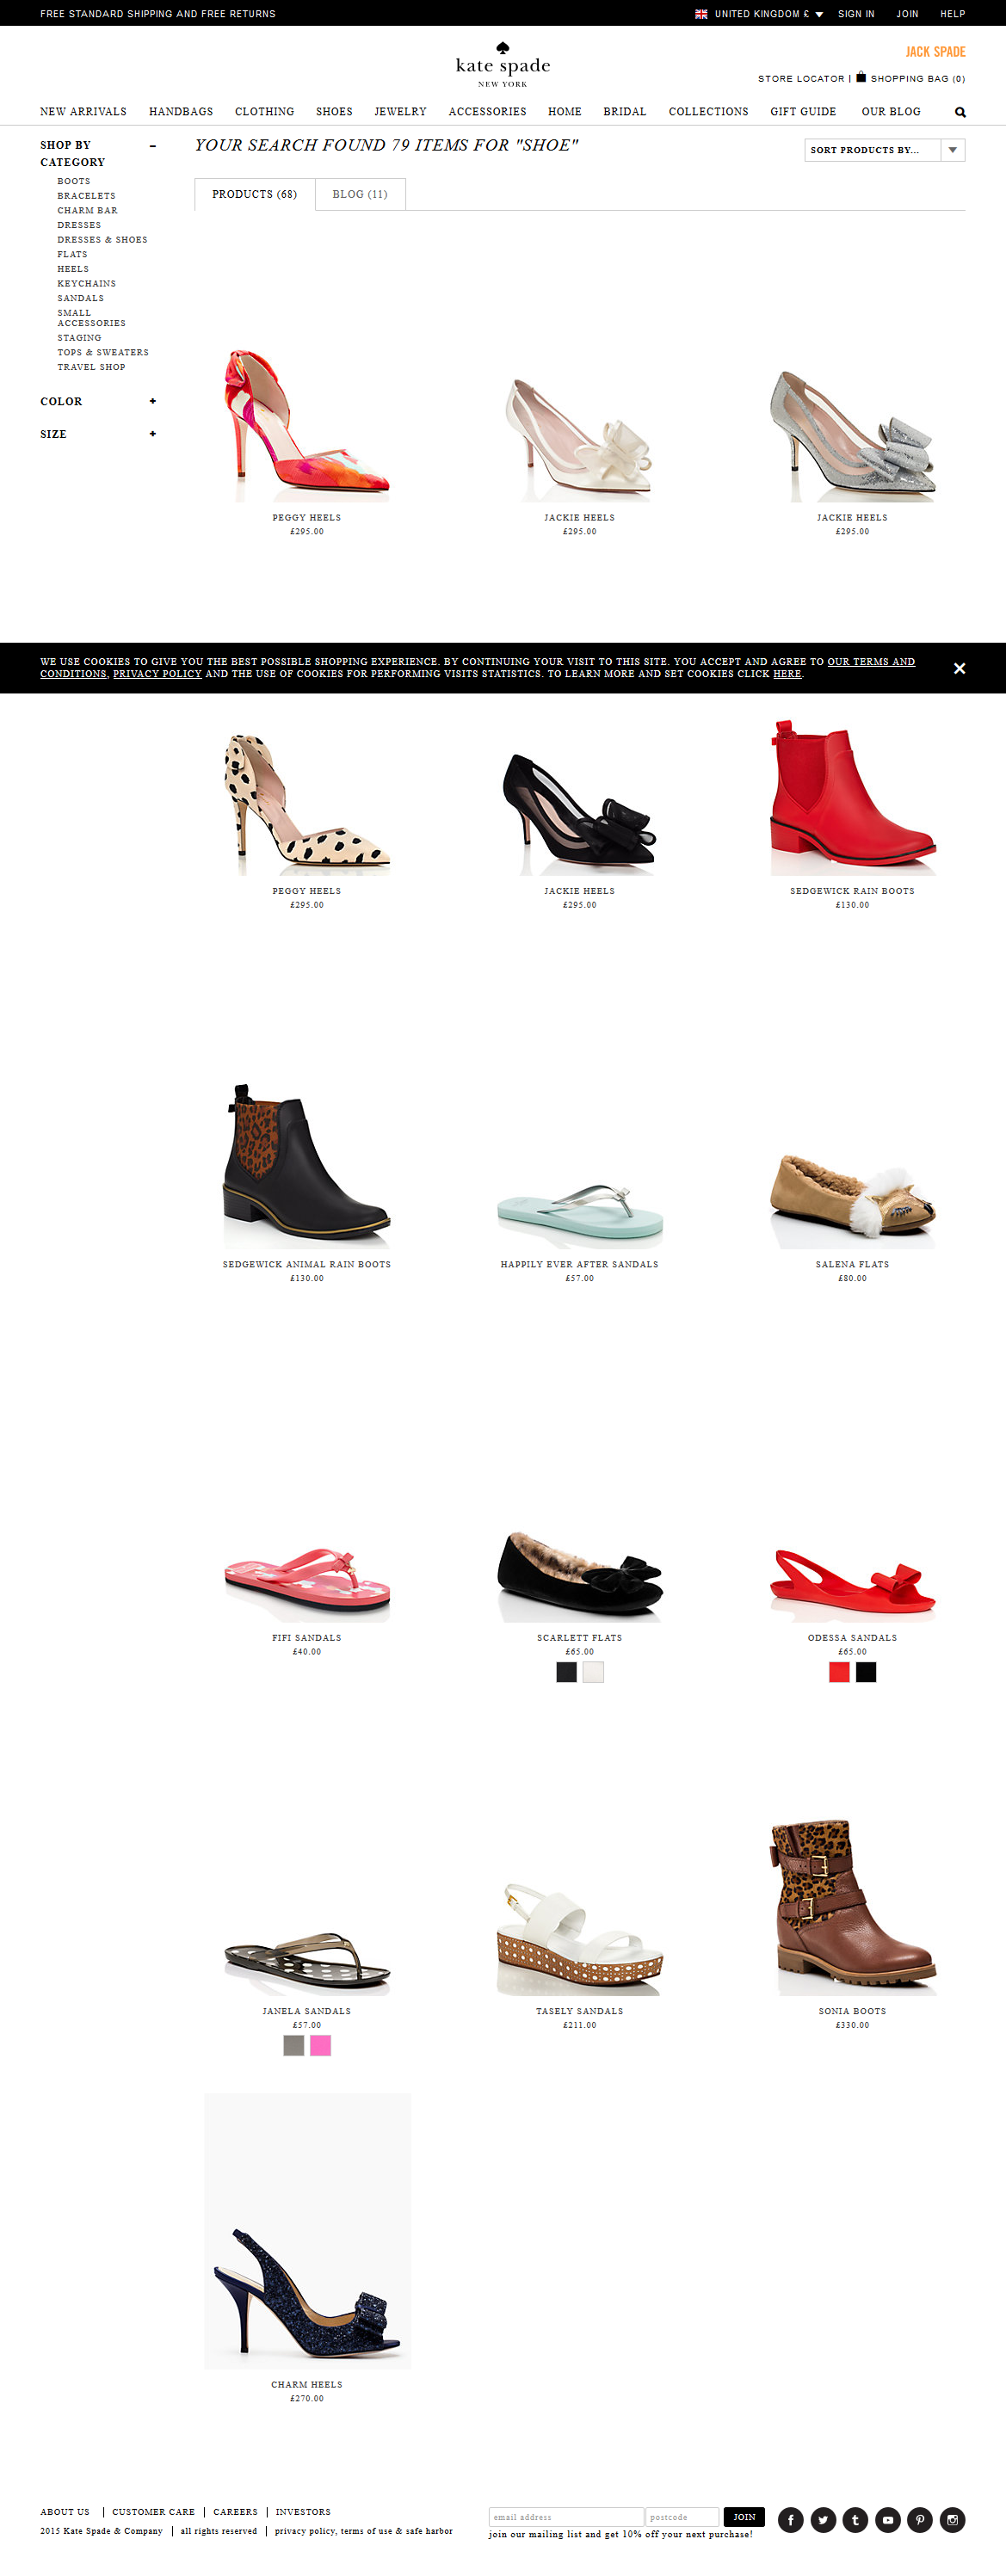 FREE STANDARD SHIPPING AND FREE RETURNS
UNITED KINGDOM £ SIGN IN JOIN HELP
kate spade
NEW YORK
JACK SPADE
STORE LOCATOR | SHOPPING BAG (0)
NEW ARRIVALS HANDBAGS CLOTHING SHOES JEWELRY ACCESSORIES HOME BRIDAL COLLECTIONS GIFT GUIDE OUR BLOG
SHOP BY CATEGORY –
BOOTS
BRACELETS
CHARM BAR
DRESSES
DRESSES & SHOES
FLATS
HEELS
KEYCHAINS
SANDALS
SMALL
ACCESSORIES
STAGING
TOPS & SWEATERS
TRAVEL SHOP
COLOR +
SIZE +
YOUR SEARCH FOUND 79 ITEMS FOR "SHOE"
SORT PRODUCTS BY...
PRODUCTS (68) BLOG (11)
PEGGY HEELS
£295.00
JACKIE HEELS
£295.00
JACKIE HEELS
£295.00
WE USE COOKIES TO GIVE YOU THE BEST POSSIBLE SHOPPING EXPERIENCE. BY CONTINUING YOUR VISIT TO THIS SITE. YOU ACCEPT AND AGREE TO OUR TERMS AND
CONDITIONS, PRIVACY POLICY AND THE USE OF COOKIES FOR PERFORMING VISITS STATISTICS. TO LEARN MORE AND SET COOKIES CLICK HERE.
PEGGY HEELS
£295.00
JACKIE HEELS
£295.00
SEDGEWICK RAIN BOOTS
£130.00
SEDGEWICK ANIMAL RAIN BOOTS
£130.00
HAPPILY EVER AFTER SANDALS
£57.00
SALENA FLATS
£80.00
FIFI SANDALS
£40.00
SCARLETT FLATS
£65.00
ODESSA SANDALS
£65.00
JANELA SANDALS
£57.00
TASELY SANDALS
£211.00
SONIA BOOTS
£330.00
CHARM HEELS
£270.00
ABOUT US | CUSTOMER CARE | CAREERS | INVESTORS
2015 Kate Spade & Company | all rights reserved | privacy policy, terms of use & safe harbor
email address postcode JOIN
join our mailing list and get 10% off your next purchase!